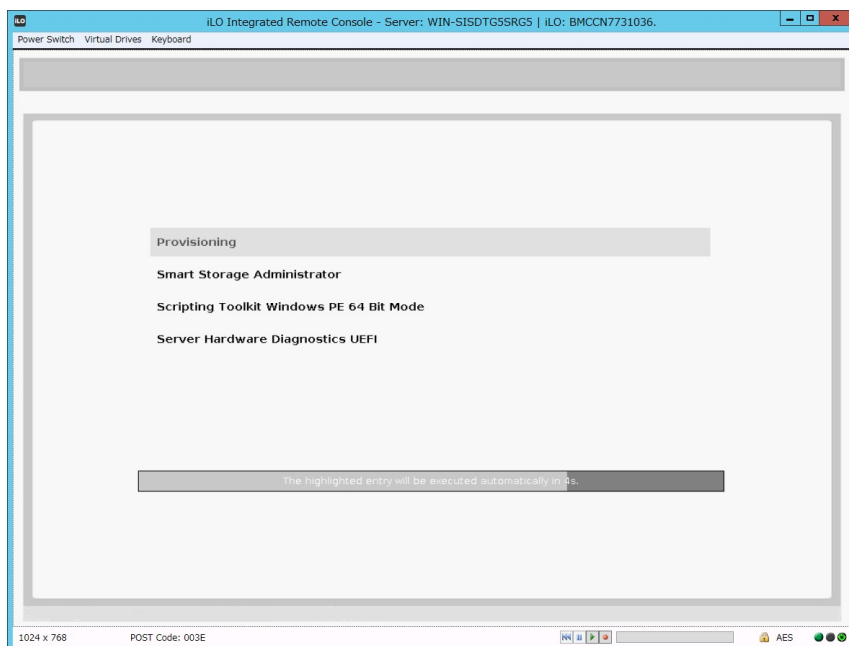 iLO
iLO Integrated Remote Console - Server: WIN-SISDTG5SRG5 | iLO: BMCCN7731036.
Power Switch Virtual Drives Keyboard
Provisioning
Smart Storage Administrator
Scripting Toolkit Windows PE 64 Bit Mode
Server Hardware Diagnostics UEFI
The highlighted entry will be executed automatically in 4s.
1024 x 768 POST Code: 003E AES